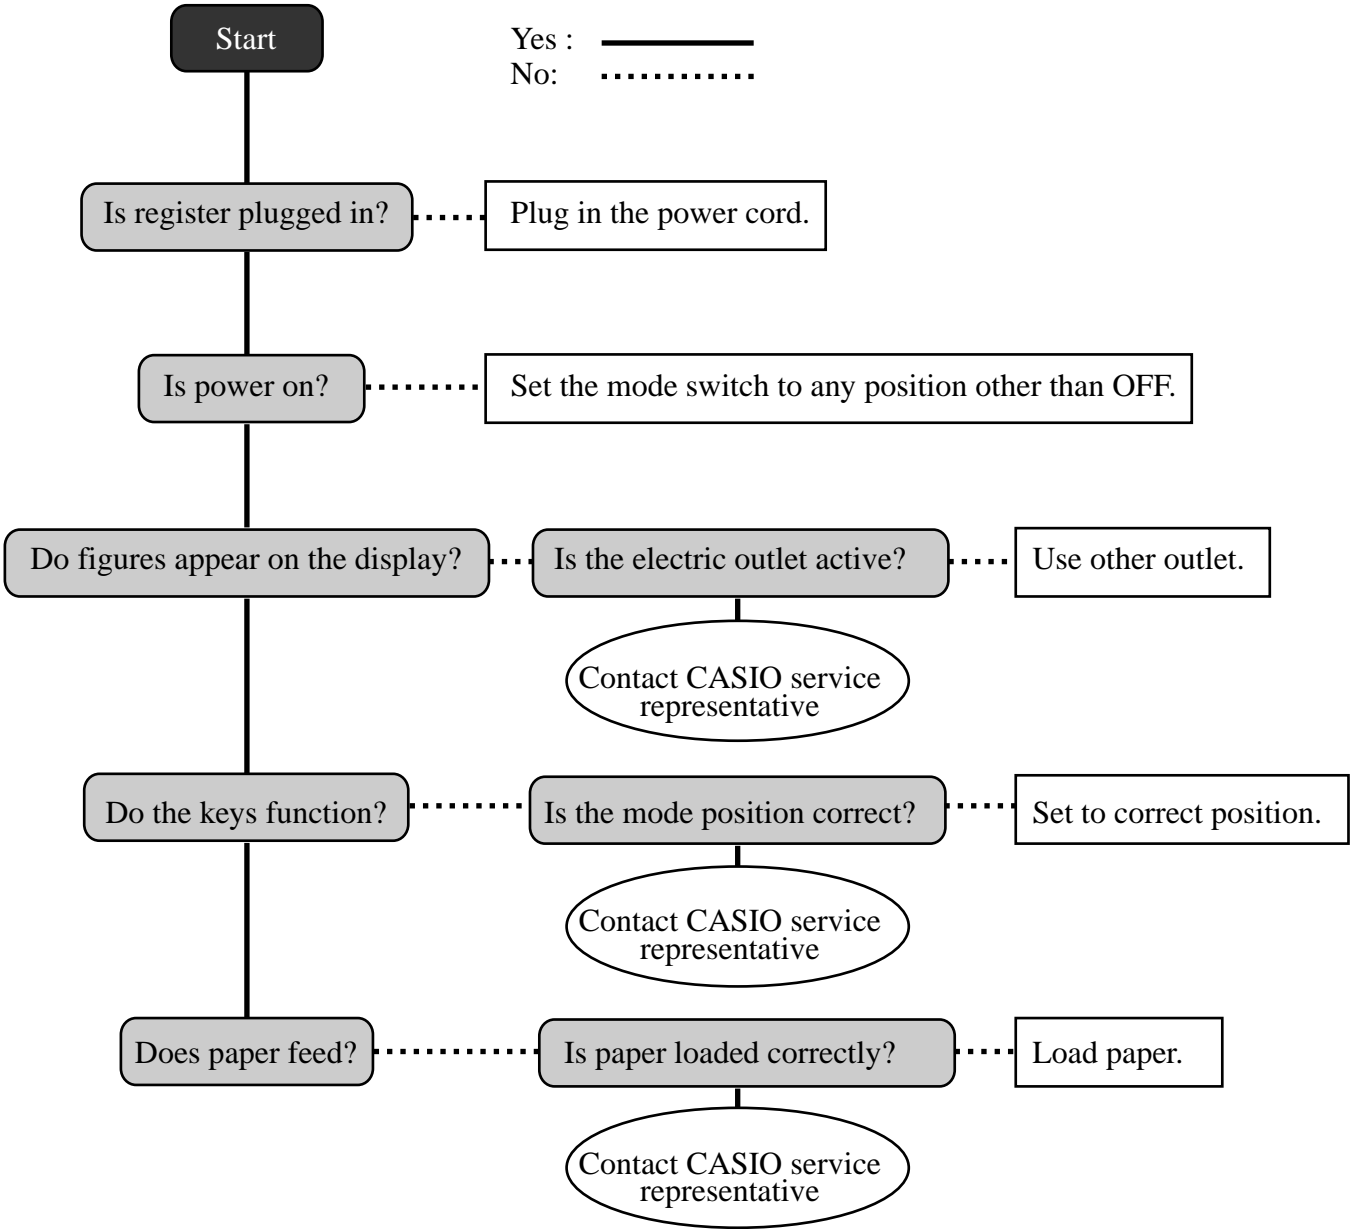 Start
Yes :
No:
Is register plugged in?
Plug in the power cord.
Is power on?
Set the mode switch to any position other than OFF.
Do figures appear on the display?
Is the electric outlet active?
Use other outlet.
Contact CASIO service
representative
Do the keys function?
Is the mode position correct?
Set to correct position.
Contact CASIO service
representative
Does paper feed?
Is paper loaded correctly?
Load paper.
Contact CASIO service
representative